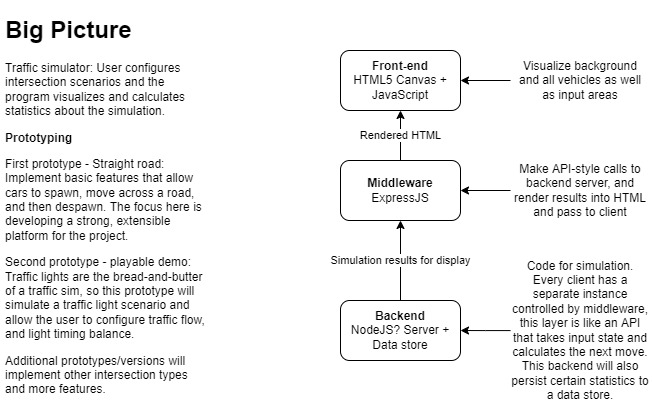 Big Picture
Traffic simulator: User configures
intersection scenarios and the
program visualizes and calculates
statistics about the simulation.
Prototyping
First prototype - Straight road:
Implement basic features that allow
cars to spawn, move across a road,
and then despawn. The focus here is
developing a strong, extensible
platform for the project.
Second prototype - playable demo:
Traffic lights are the bread-and-butter
of a traffic sim, so this prototype will
simulate a traffic light scenario and
allow the user to configure traffic flow,
and light timing balance.
Additional prototypes/versions will
implement other intersection types
and more features.
Front-end
HTML5 Canvas +
JavaScript
Visualize background
and all vehicles as well
as input areas
Rendered HTML
Middleware
ExpressJS
Make API-style calls to
backend server, and
render results into HTML
and pass to client
Simulation results for display
Backend
NodeJS? Server +
Data store
Code for simulation.
Every client has a
separate instance
controlled by middleware,
this layer is like an API
that takes input state and
calculates the next move.
This backend will also
persist certain statistics to
a data store.